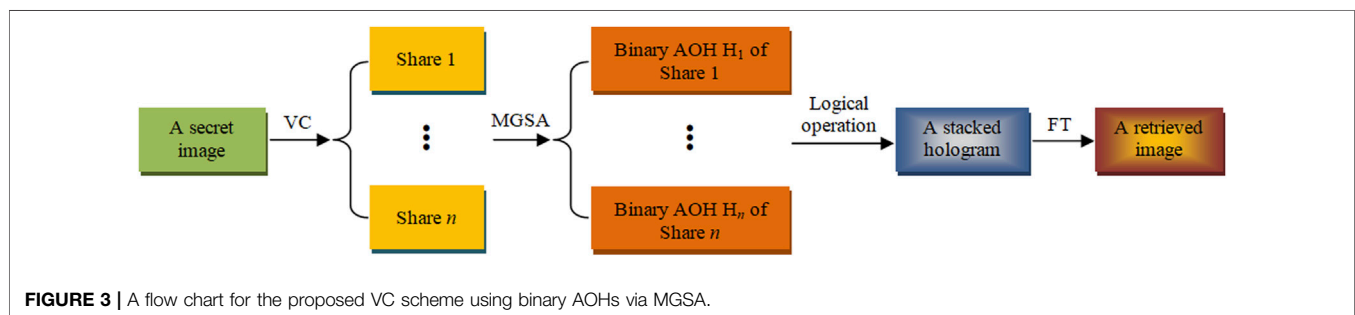 A secret
image
VC
Share 1
Share n
MGSA
Binary AOH H₁ of
Share 1
Binary AOH Hₙ of
Share n
Logical
operation
A stacked
hologram
FT
A retrieved
image
FIGURE 3 | A flow chart for the proposed VC scheme using binary AOHs via MGSA.